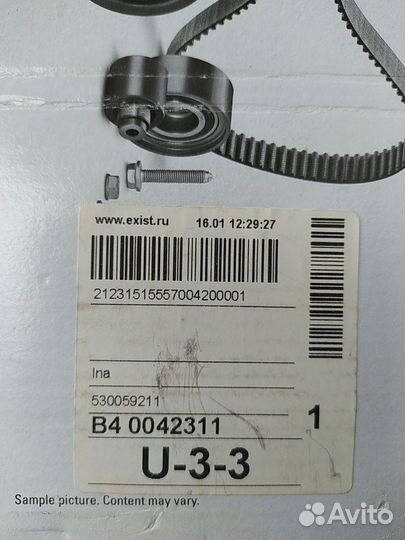 www.exist.ru 16.01 12:29:27
21231515557004200001
Ina
530059211
B4 0042311 1
U-3-3
Sample picture. Content may vary.
Avito